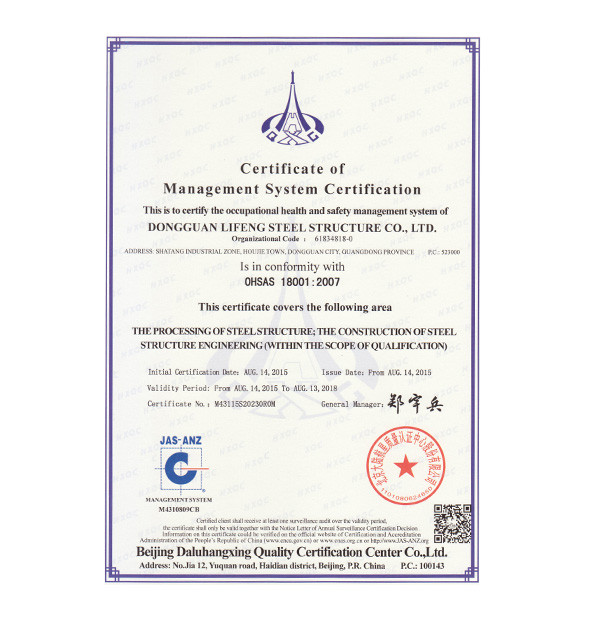 Certificate of
Management System Certification
This is to certify the occupational health and safety management system of
DONGGUAN LIFENG STEEL STRUCTURE CO., LTD.
Organizational Code : 61834818-0
ADDRESS: SHATANG INDUSTRIAL ZONE, HOUJIE TOWN, DONGGUAN CITY, GUANGDONG PROVINCE P.C: 523000
Is in conformity with
OHSAS 18001:2007
This certificate covers the following area
THE PROCESSING OF STEEL STRUCTURE; THE CONSTRUCTION OF STEEL
STRUCTURE ENGINEERING (WITHIN THE SCOPE OF QUALIFICATION)
Initial Certification Date: AUG. 14, 2015 Issue Date: From AUG. 14, 2015
Validity Period: From AUG. 14, 2015 To AUG. 13, 2018
Certificate No.: M43115S20230R0M General Manager: 郑宰兵
JAS-ANZ
C
MANAGEMENT SYSTEM
M4310809CB
北京大陆航星质量认证中心股份有限公司
1101080624650
Certified client shall receive at least one surveillance audit over the validity period,
the certificate shall only be valid together with the Notice Letter of Annual Surveillance Certification Decision
Information on this certificate could be verified on the official website of Certification and Accreditation
Administration of the People's Republic of China (www.cnca.gov.cn) or www.cnas.org.cn or http://www.JAS-ANZ.org
Beijing Daluhangxing Quality Certification Center Co.,Ltd.
Address: No.Jia 12, Yuquan road, Haidian district, Beijing, P.R. China P.C.: 100143